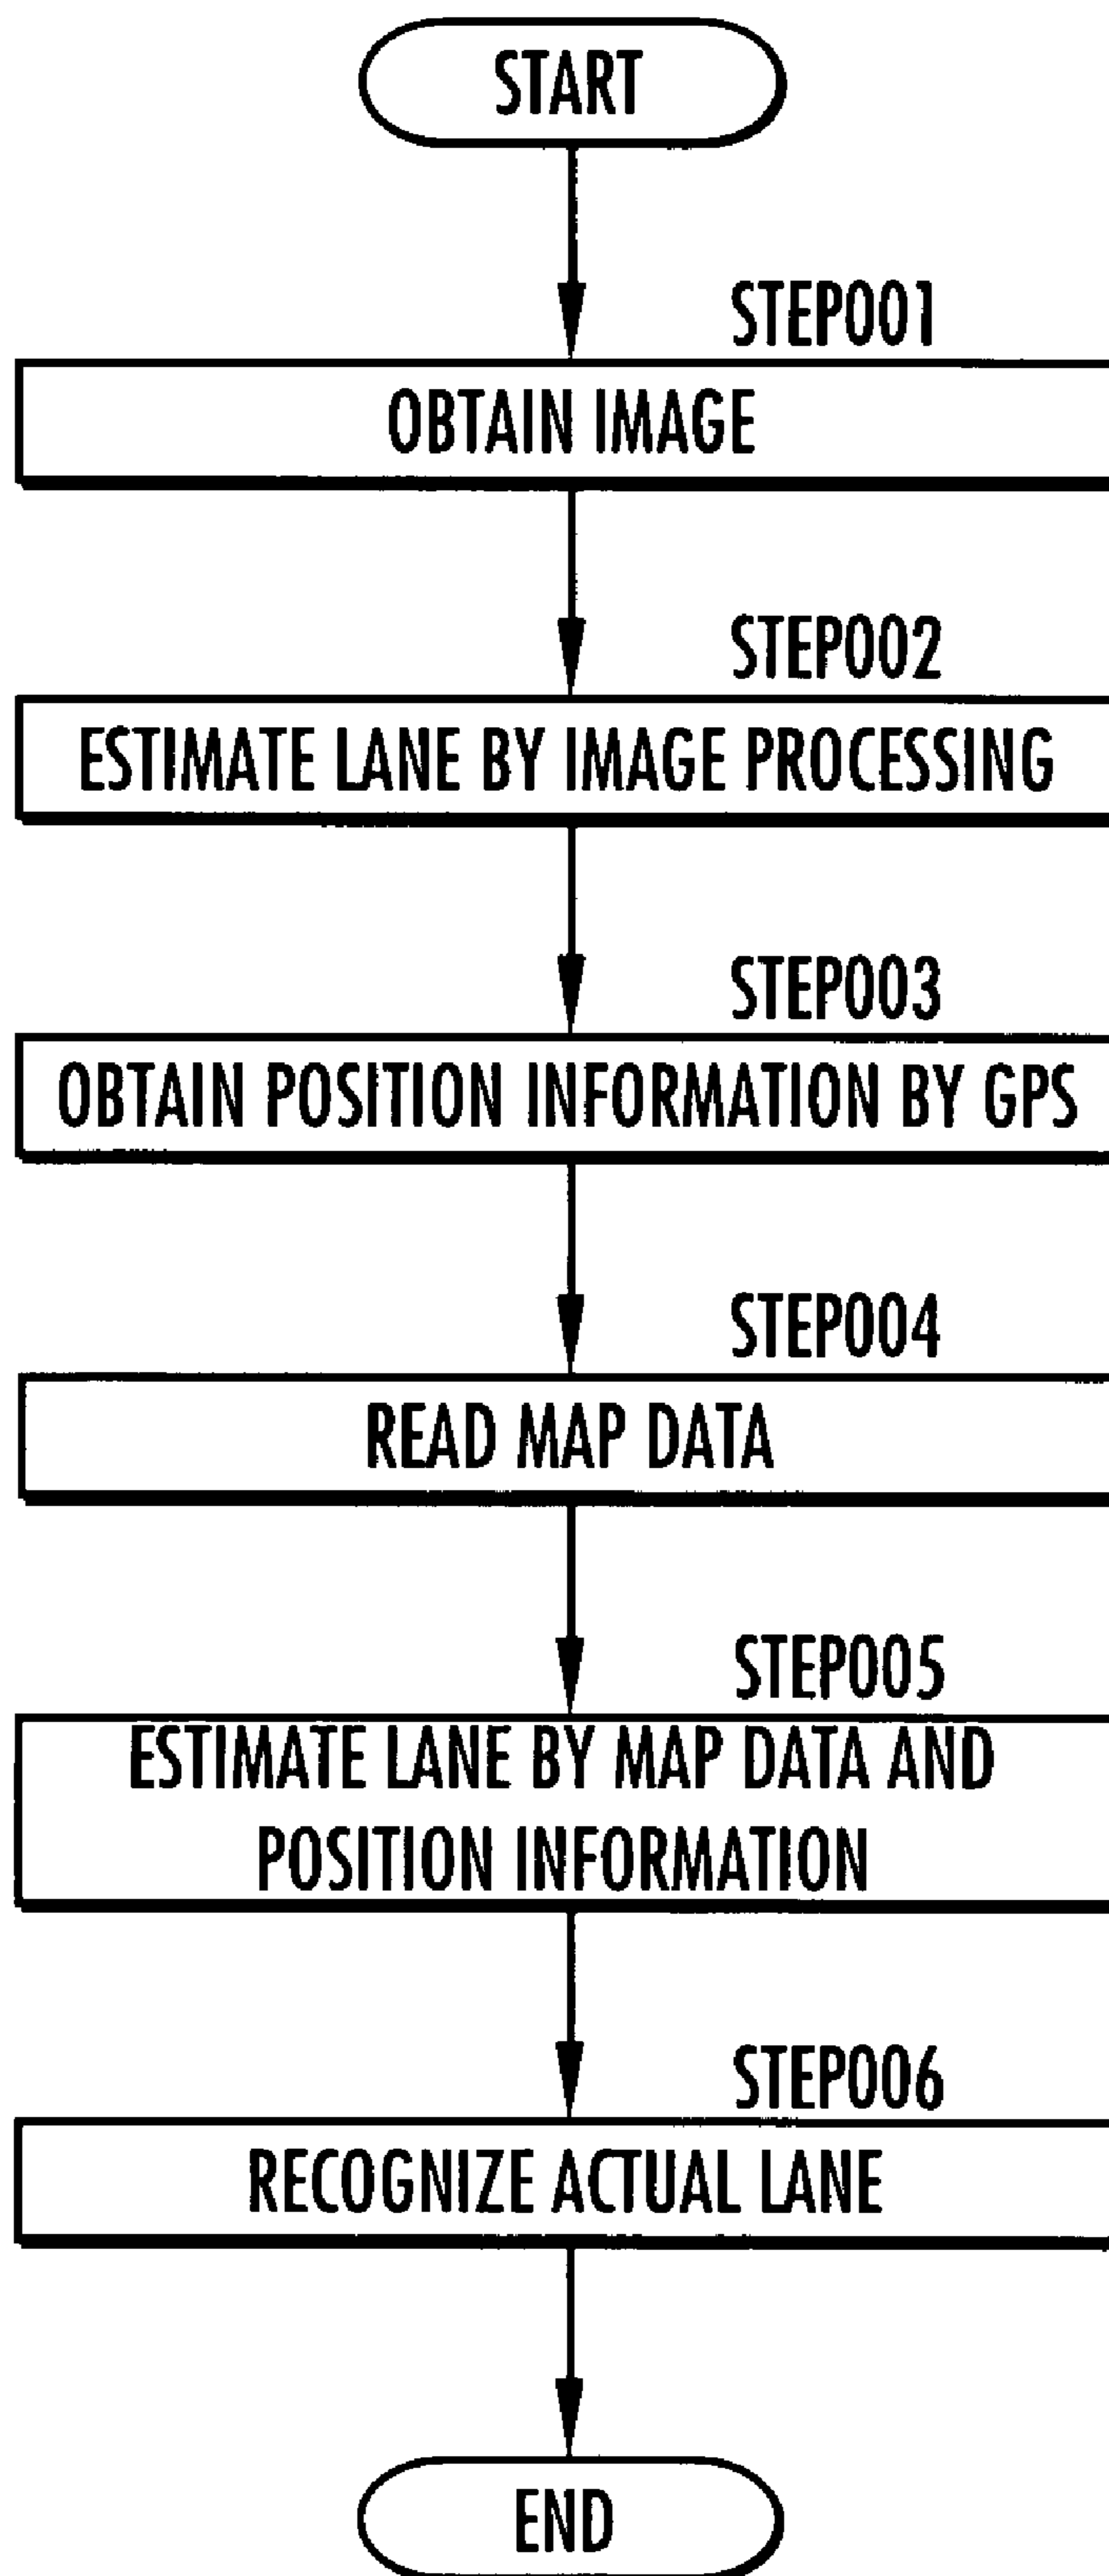 START
STEP001
OBTAIN IMAGE
STEP002
ESTIMATE LANE BY IMAGE PROCESSING
STEP003
OBTAIN POSITION INFORMATION BY GPS
STEP004
READ MAP DATA
STEP005
ESTIMATE LANE BY MAP DATA AND
POSITION INFORMATION
STEP006
RECOGNIZE ACTUAL LANE
END